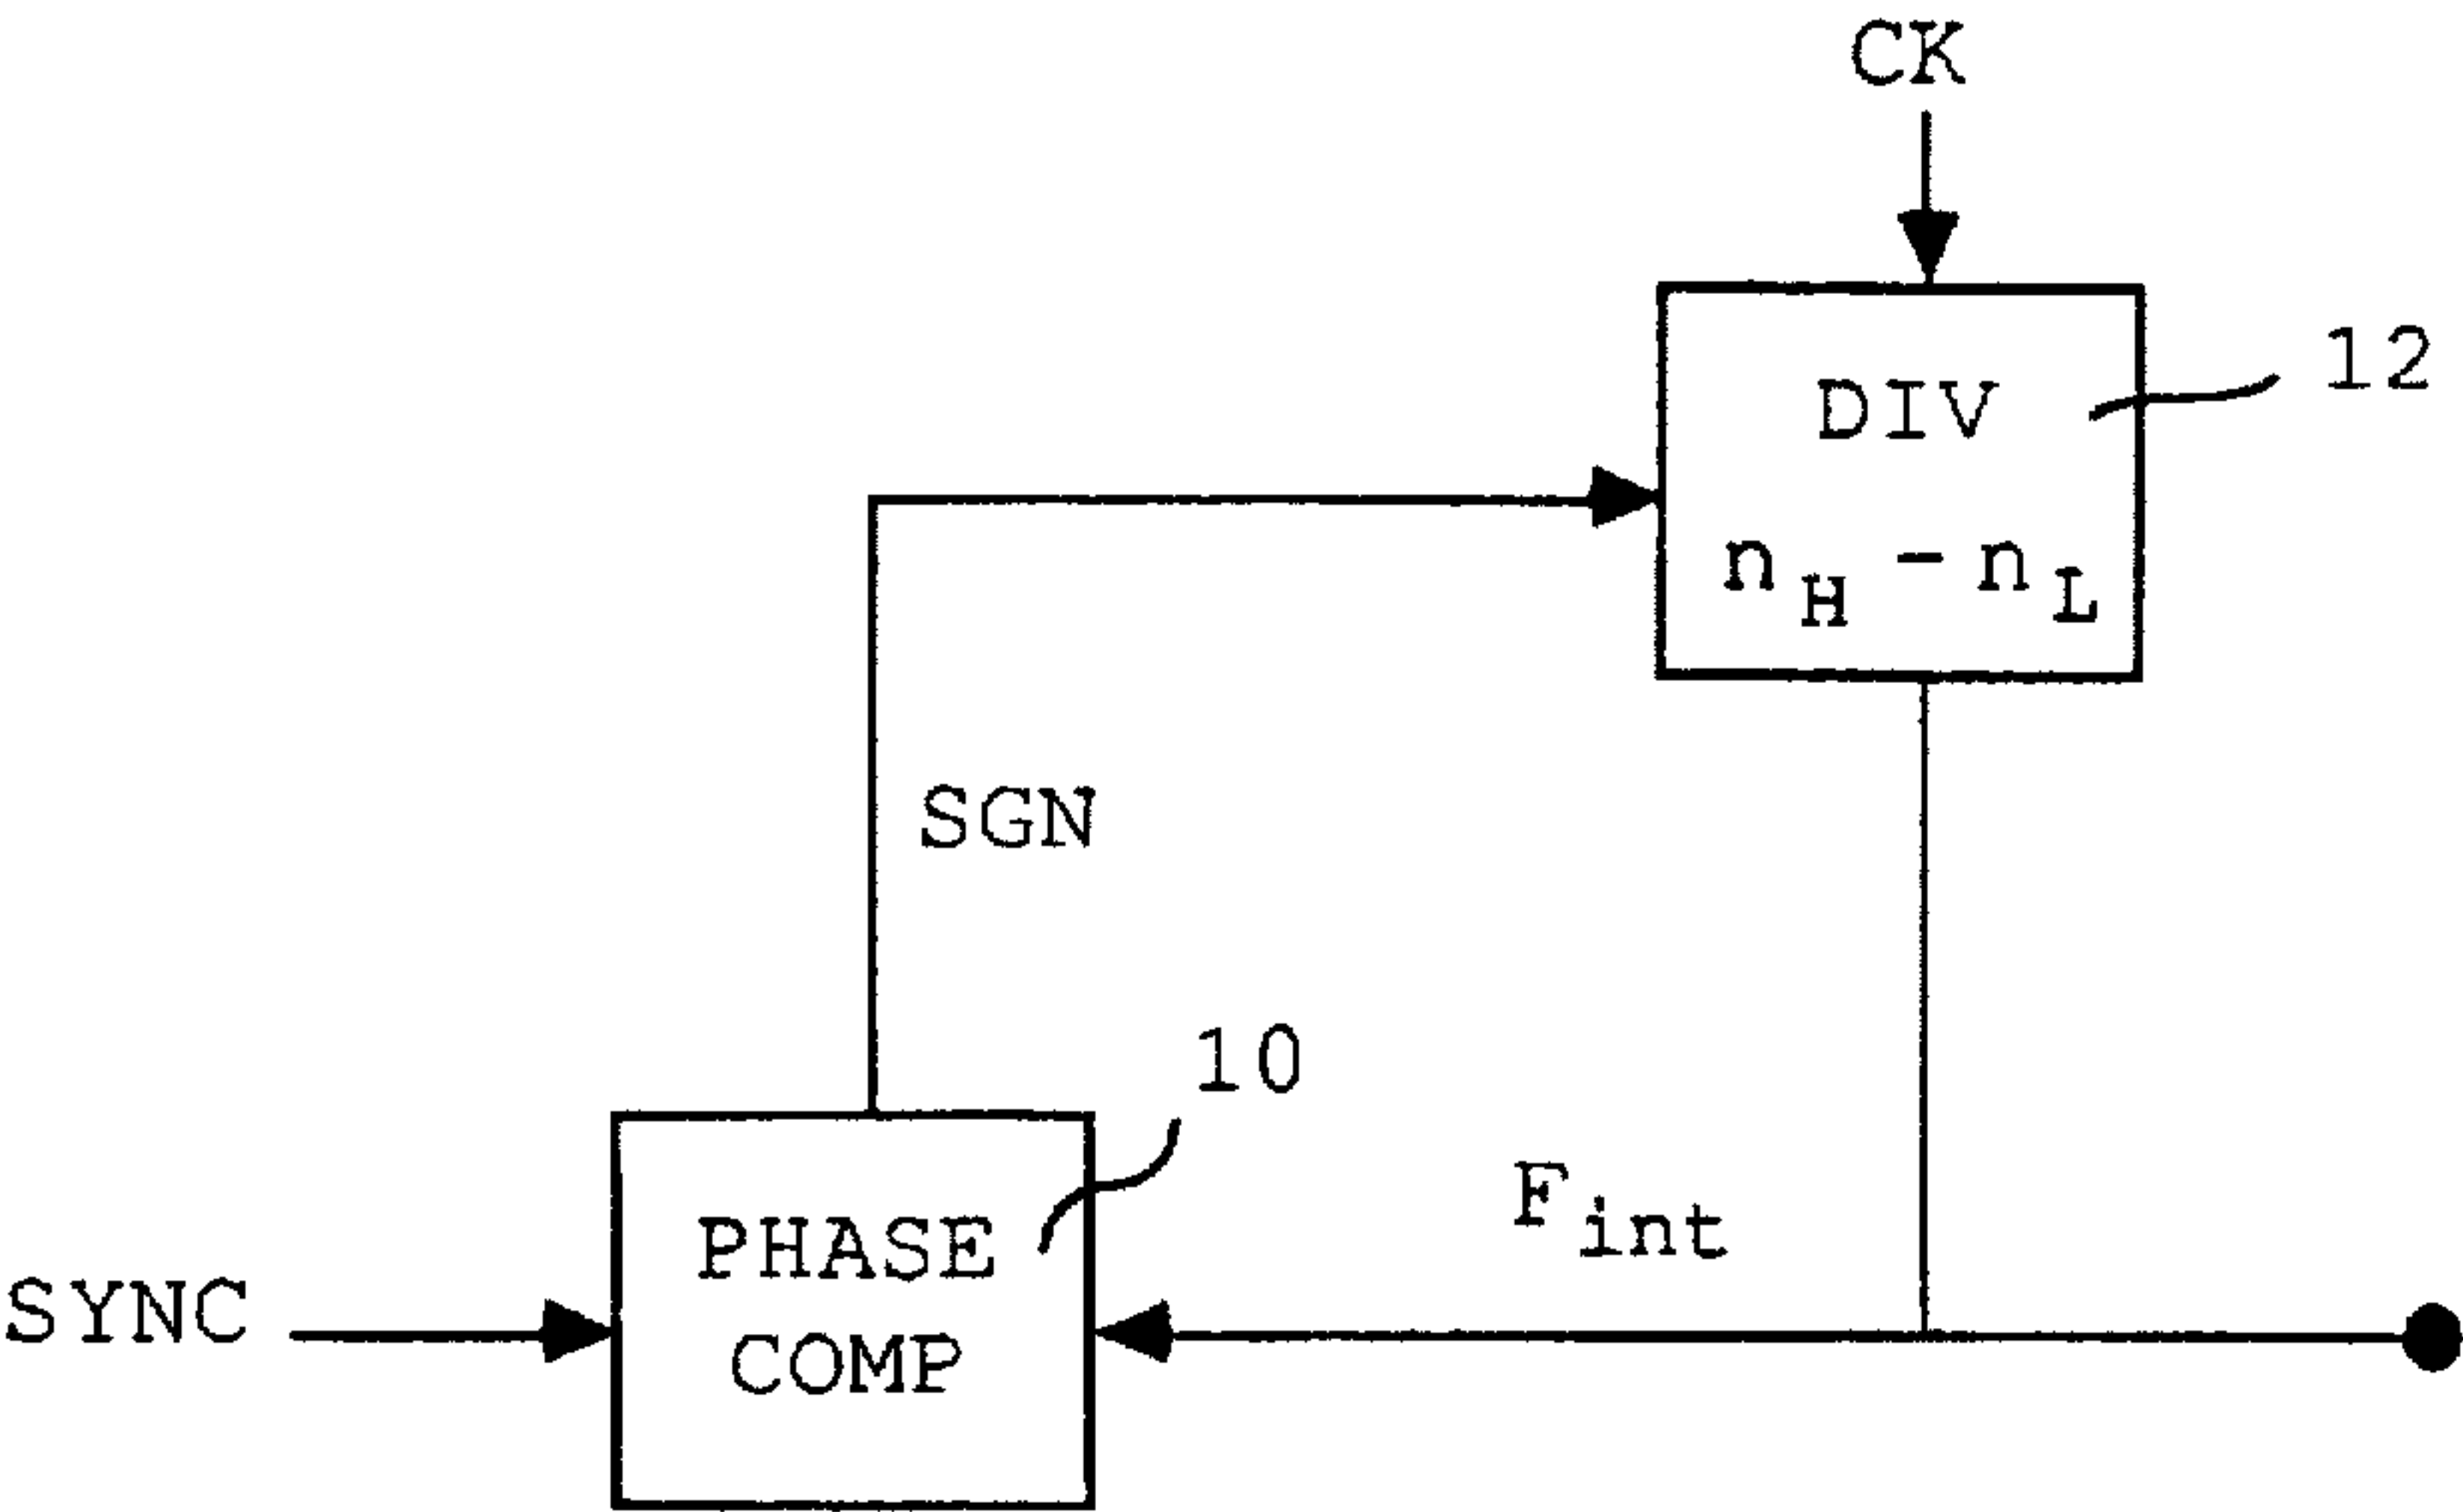 CK
12
DIV
n_H - n_L
SGN
10
PHASE
COMP
F_int
SYNC